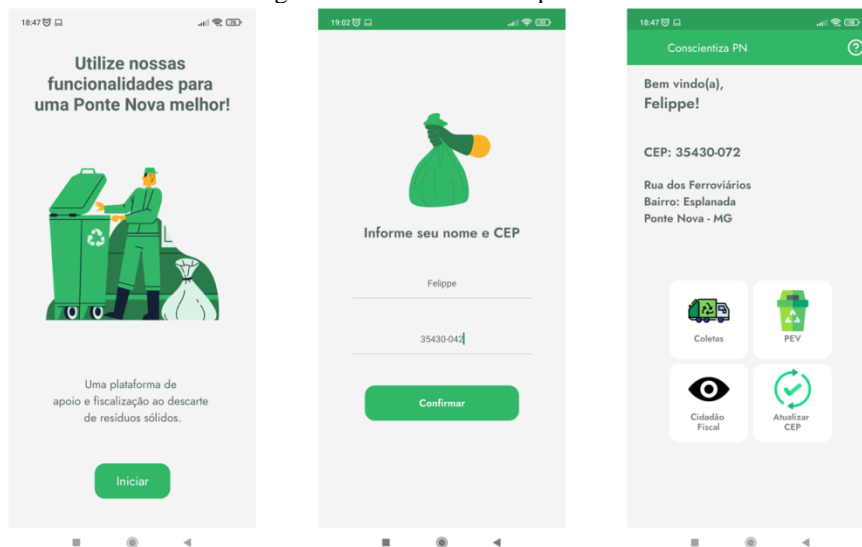 18:47
Utilize nossas
funcionalidades para
uma Ponte Nova melhor!
Uma plataforma de
apoio e fiscalização ao descarte
de resíduos sólidos.
Iniciar
19:02
Informe seu nome e CEP
Felippe
35430-042
Confirmar
18:47
Conscientiza PN
?
Bem vindo(a),
Felippe!
CEP: 35430-072
Rua dos Ferroviários
Bairro: Esplanada
Ponte Nova - MG
Coletas
PEV
Cidadão
Fiscal
Atualizar
CEP